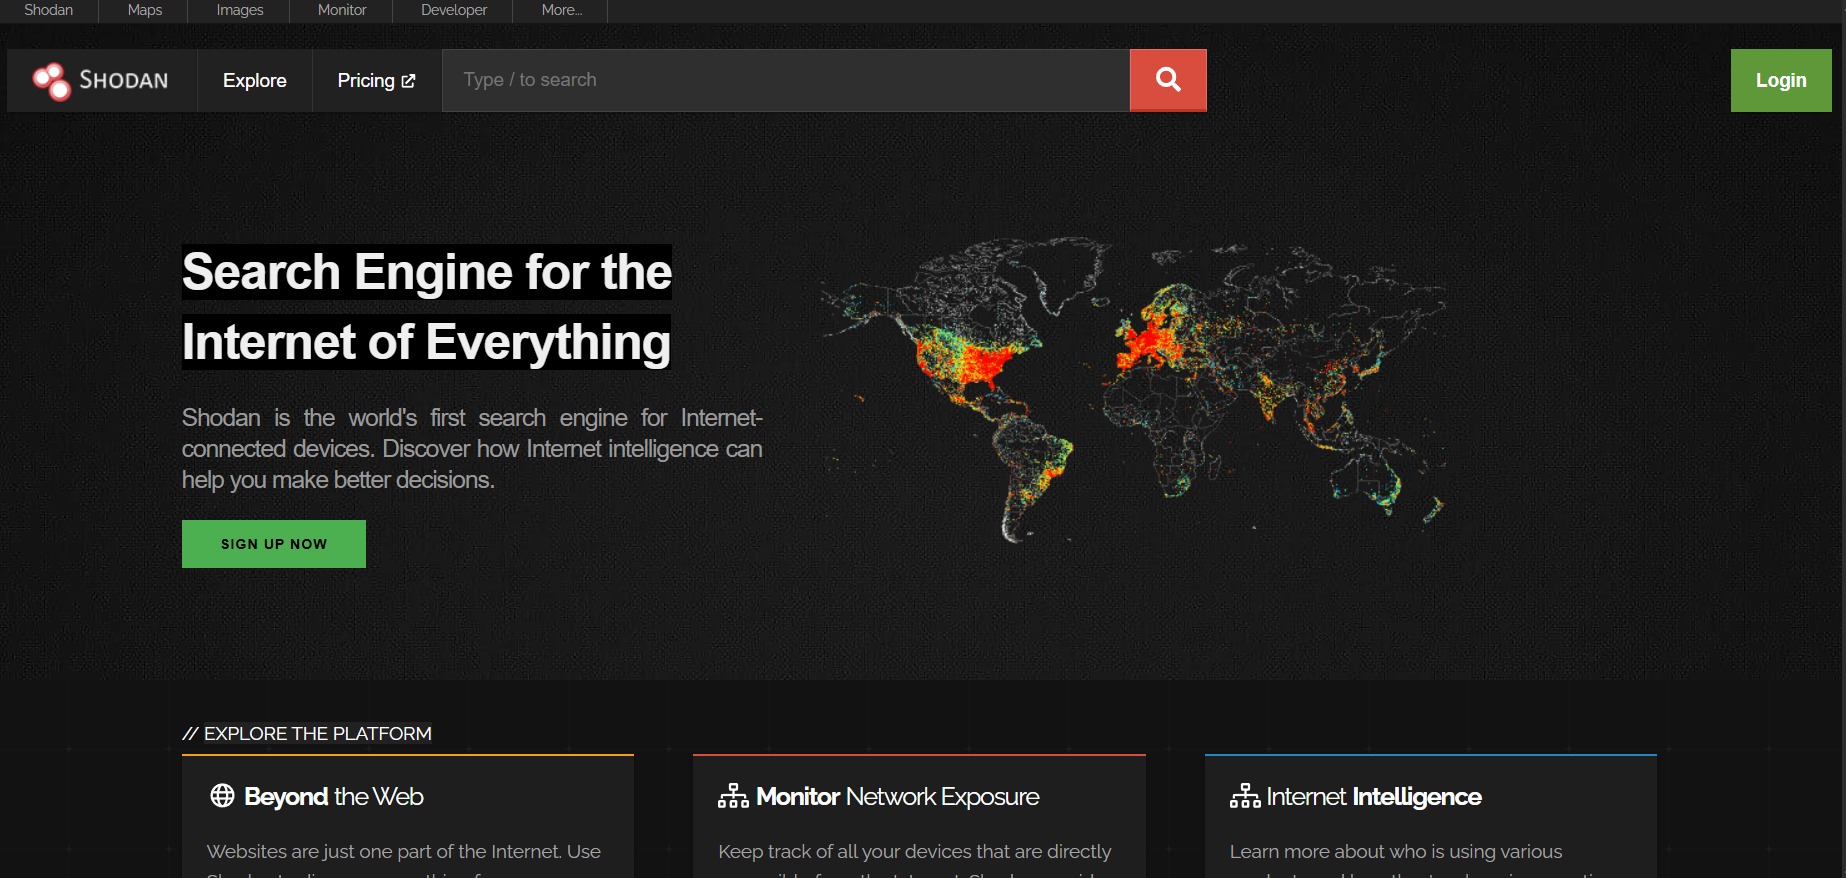 Shodan
Maps
Images
Monitor
Developer
More...
SHODAN
Explore
Pricing
Type / to search
Login
Search Engine for the
Internet of Everything
Shodan is the world's first search engine for Internet-
connected devices. Discover how Internet intelligence can
help you make better decisions.
SIGN UP NOW
// EXPLORE THE PLATFORM
Beyond the Web
Websites are just one part of the Internet. Use
Monitor Network Exposure
Keep track of all your devices that are directly
Internet Intelligence
Learn more about who is using various